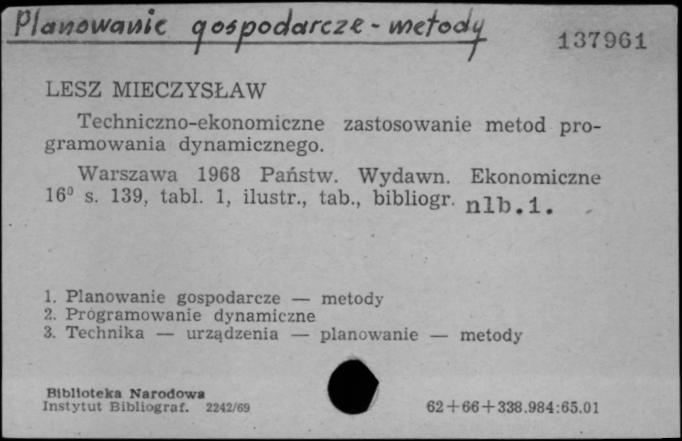 Planowanie gospodarcze - metody
137961
LESZ MIECZYSŁAW
Techniczno-ekonomiczne zastosowanie metod pro-
gramowania dynamicznego.
Warszawa 1968 Państw. Wydawn. Ekonomiczne
16⁰ s. 139, tabl. 1, ilustr., tab., bibliogr. nlb.1.
1. Planowanie gospodarcze — metody
2. Programowanie dynamiczne
3. Technika — urządzenia — planowanie — metody
Biblioteka Narodowa
Instytut Bibliograf. 2242/69
62+66+338.984:65.01